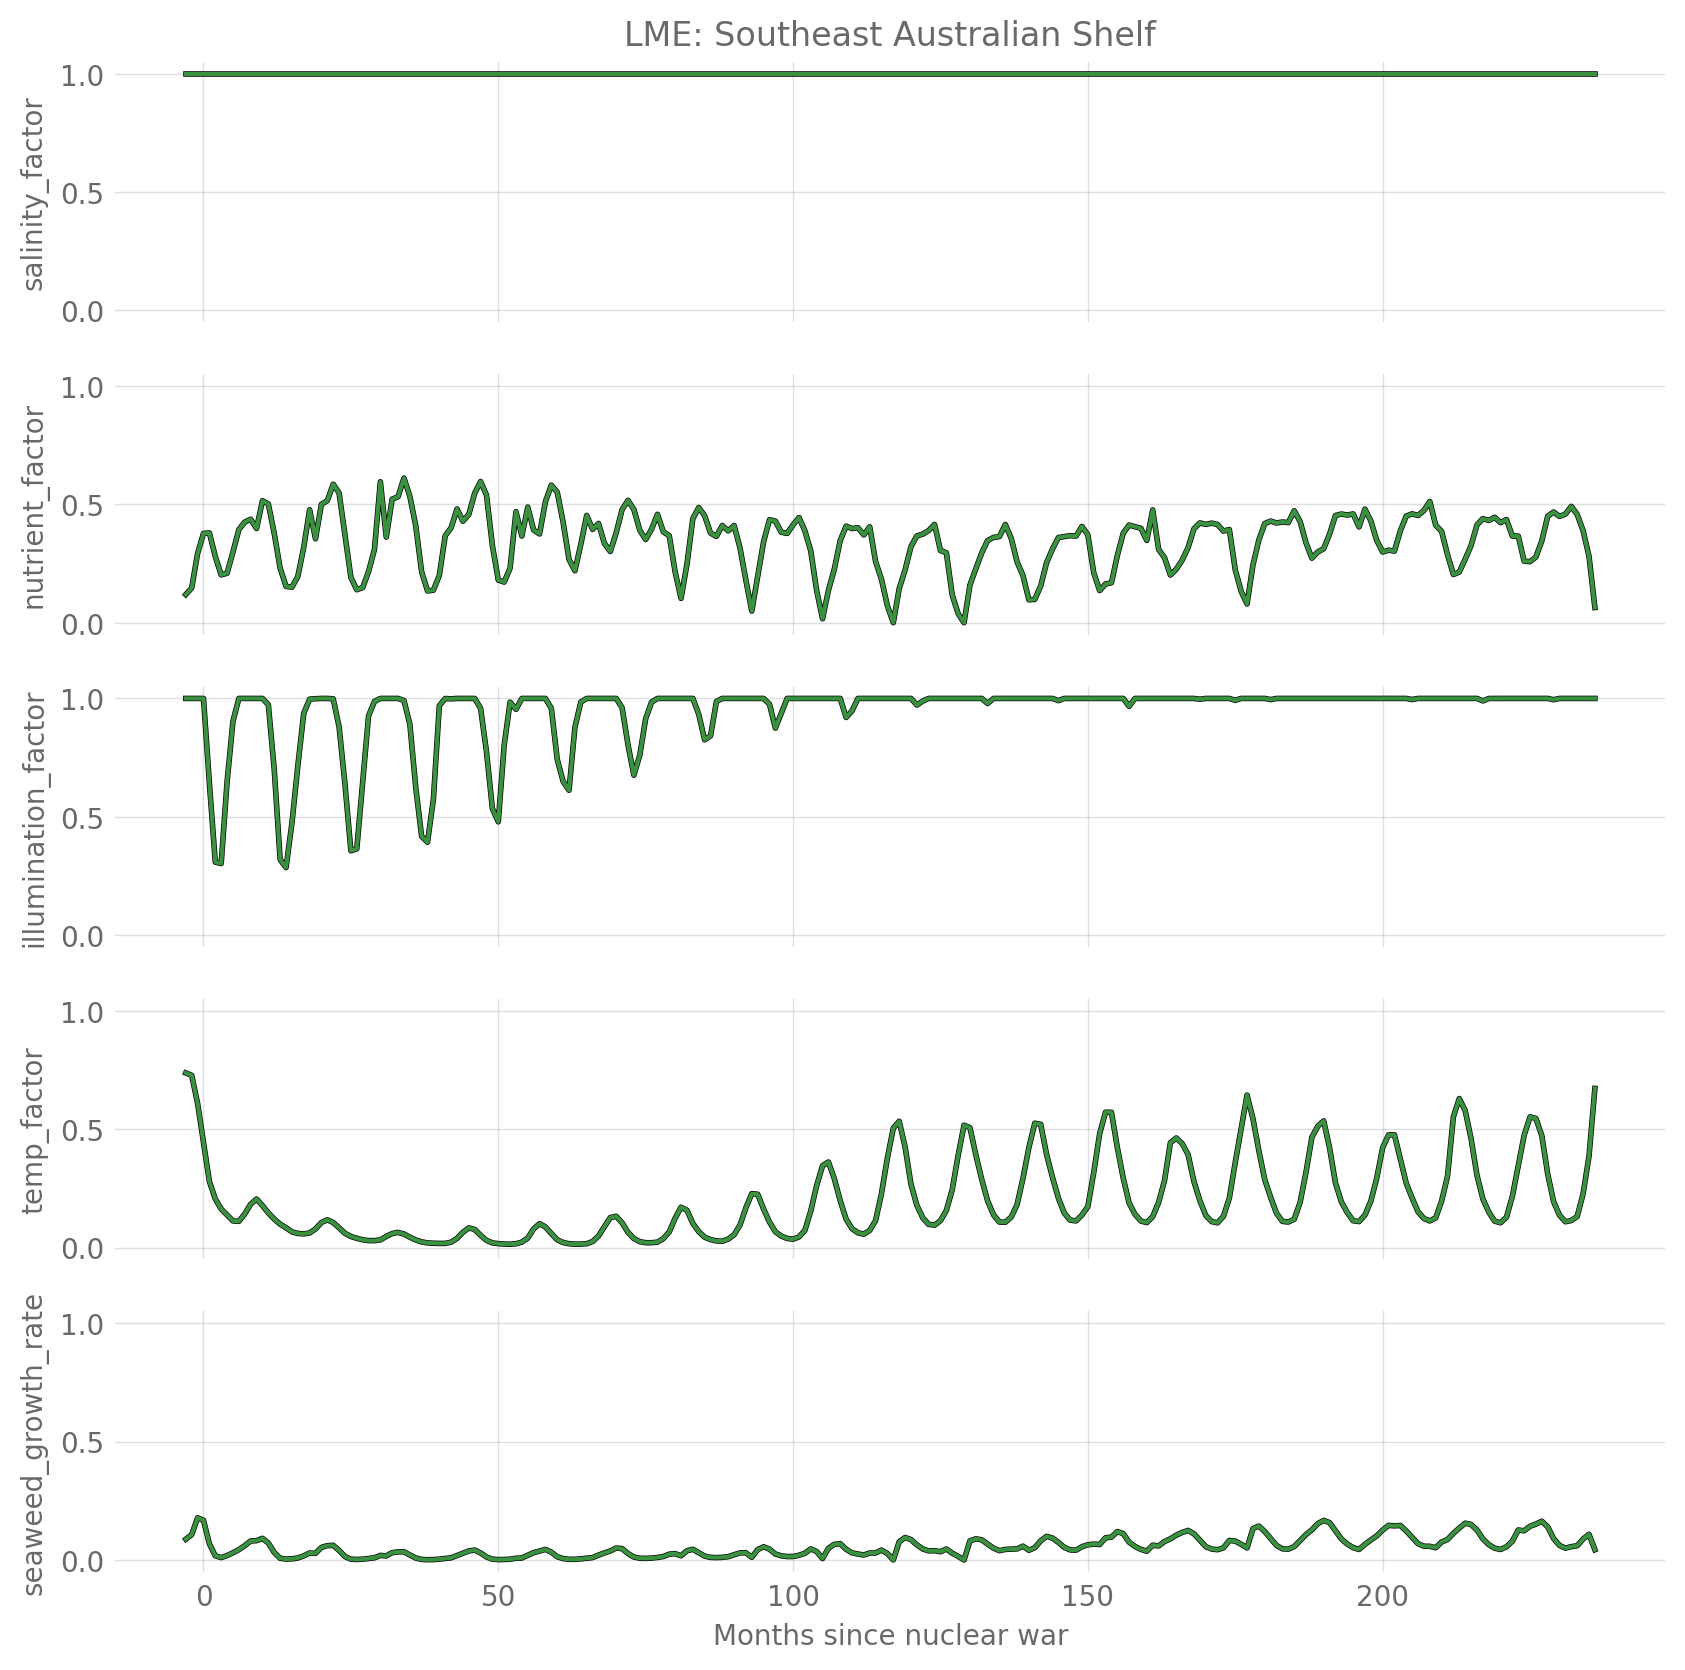 LME: Southeast Australian Shelf
1.0
0.5
0.0
salinity_factor
1.0
0.5
0.0
nutrient_factor
1.0
0.5
0.0
illumination_factor
1.0
0.5
0.0
temp_factor
1.0
0.5
0.0
seaweed_growth_rate
0 50 100 150 200
Months since nuclear war